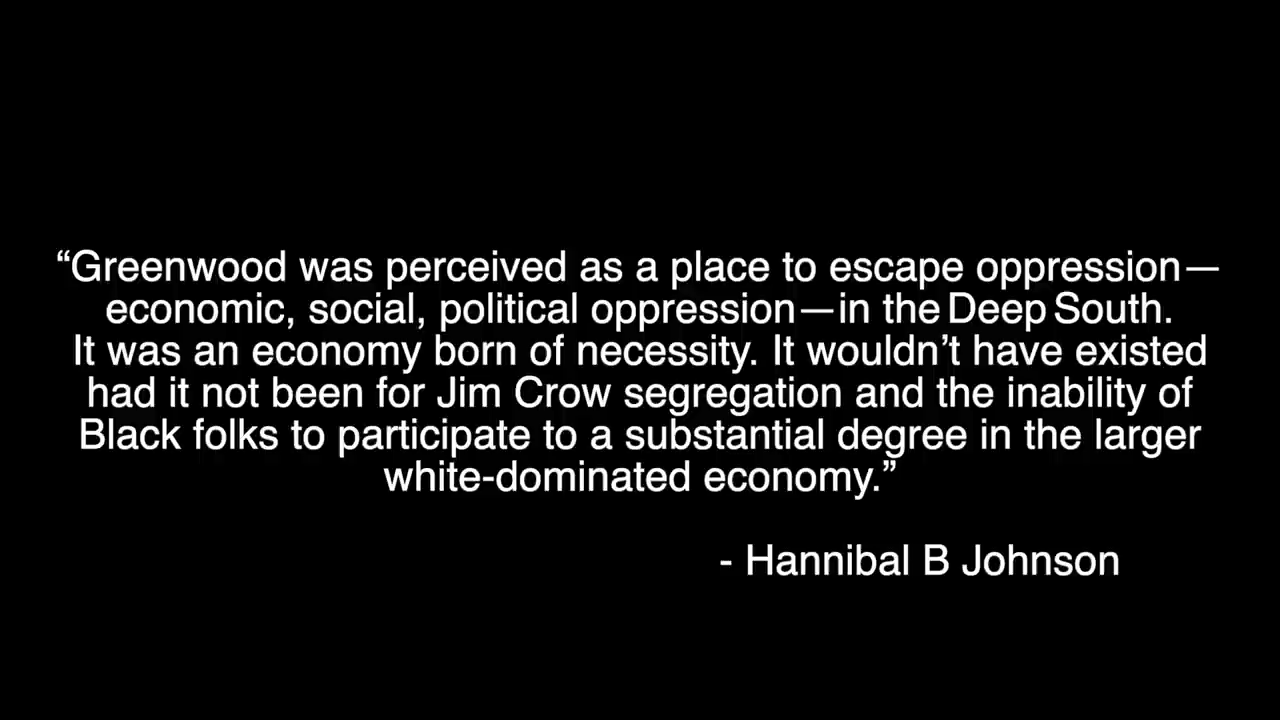 “Greenwood was perceived as a place to escape oppression—
economic, social, political oppression—in the Deep South.
It was an economy born of necessity. It wouldn’t have existed
had it not been for Jim Crow segregation and the inability of
Black folks to participate to a substantial degree in the larger
white-dominated economy.”
- Hannibal B Johnson